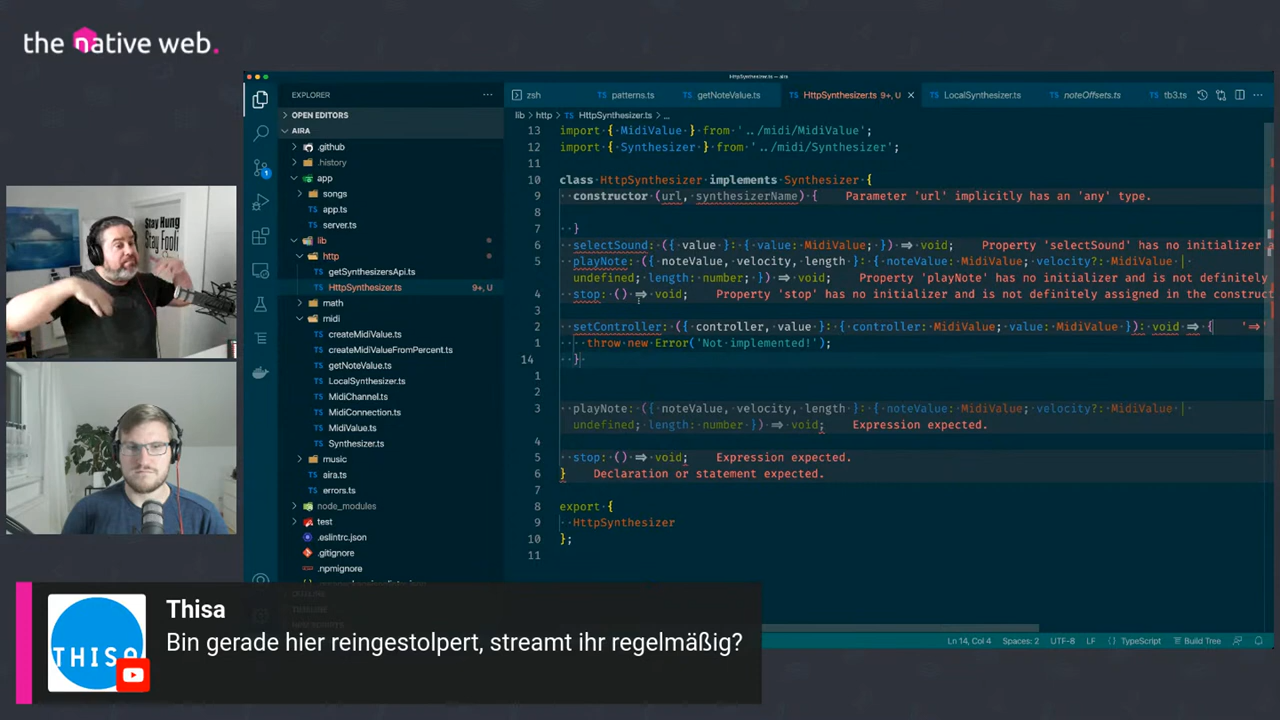 the native web.
HttpSynthesizer.ts — aira
EXPLORER
OPEN EDITORS
AIRA
.github
.history
app
songs
app.ts
server.ts
lib
http
getSynthesizersApi.ts
HttpSynthesizer.ts 9+, U
math
midi
createMidiValue.ts
createMidiValueFromPercent.ts
getNoteValue.ts
LocalSynthesizer.ts
MidiChannel.ts
MidiConnection.ts
MidiValue.ts
Synthesizer.ts
music
aira.ts
errors.ts
node_modules
test
.eslintrc.json
.gitignore
.npmignore
zsh
patterns.ts
getNoteValue.ts
HttpSynthesizer.ts 9+, U
LocalSynthesizer.ts
noteOffsets.ts
tb3.ts
lib > http > HttpSynthesizer.ts > ...
13 import { MidiValue } from '../midi/MidiValue';
12 import { Synthesizer } from '../midi/Synthesizer';
11
10 class HttpSynthesizer implements Synthesizer {
9 constructor (url, synthesizerName) { Parameter 'url' implicitly has an 'any' type.
8
7 }
6 selectSound: ({ value }: { value: MidiValue; }) => void; Property 'selectSound' has no initializer a
5 playNote: ({ noteValue, velocity, length }: { noteValue: MidiValue; velocity?: MidiValue |
undefined; length: number; }) => void; Property 'playNote' has no initializer and is not definitely
4 stop: () => void; Property 'stop' has no initializer and is not definitely assigned in the construct
3
2 setController: ({ controller, value }: { controller: MidiValue; value: MidiValue }): void => { '=>'
1 throw new Error('Not implemented!');
14 }
1
2
3 playNote: ({ noteValue, velocity, length }: { noteValue: MidiValue; velocity?: MidiValue |
undefined; length: number }) => void; Expression expected.
4
5 stop: () => void; Expression expected.
6 } Declaration or statement expected.
7
8 export {
9 HttpSynthesizer
10 };
11
Ln 14, Col 4
Spaces: 2
UTF-8
LF
TypeScript
Build Tree
Stay Hung
Stay Fooli
THISA
Thisa
Bin gerade hier reingestolpert, streamt ihr regelmäßig?